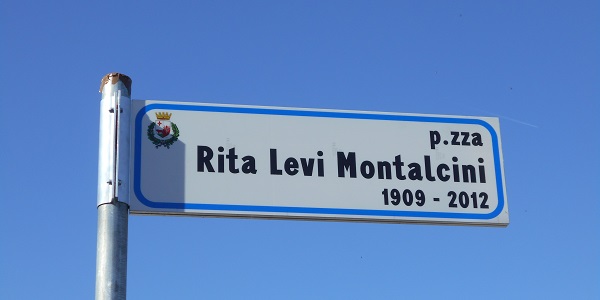 p.zza
Rita Levi Montalcini
1909 - 2012